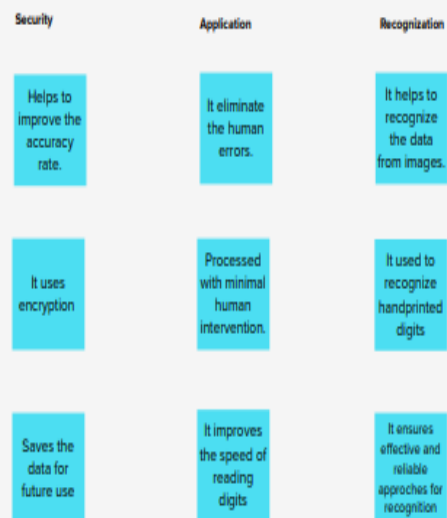 Security
Application
Recognization
Helps to
improve the
accuracy
rate.
It eliminate
the human
errors.
It helps to
recognize
the data
from images.
It uses
encryption
Processed
with minimal
human
intervention.
It used to
recognize
handprinted
digits
Saves the
data for
future use
It improves
the speed of
reading
digits
It ensures
effective and
reliable
approches for
recognition